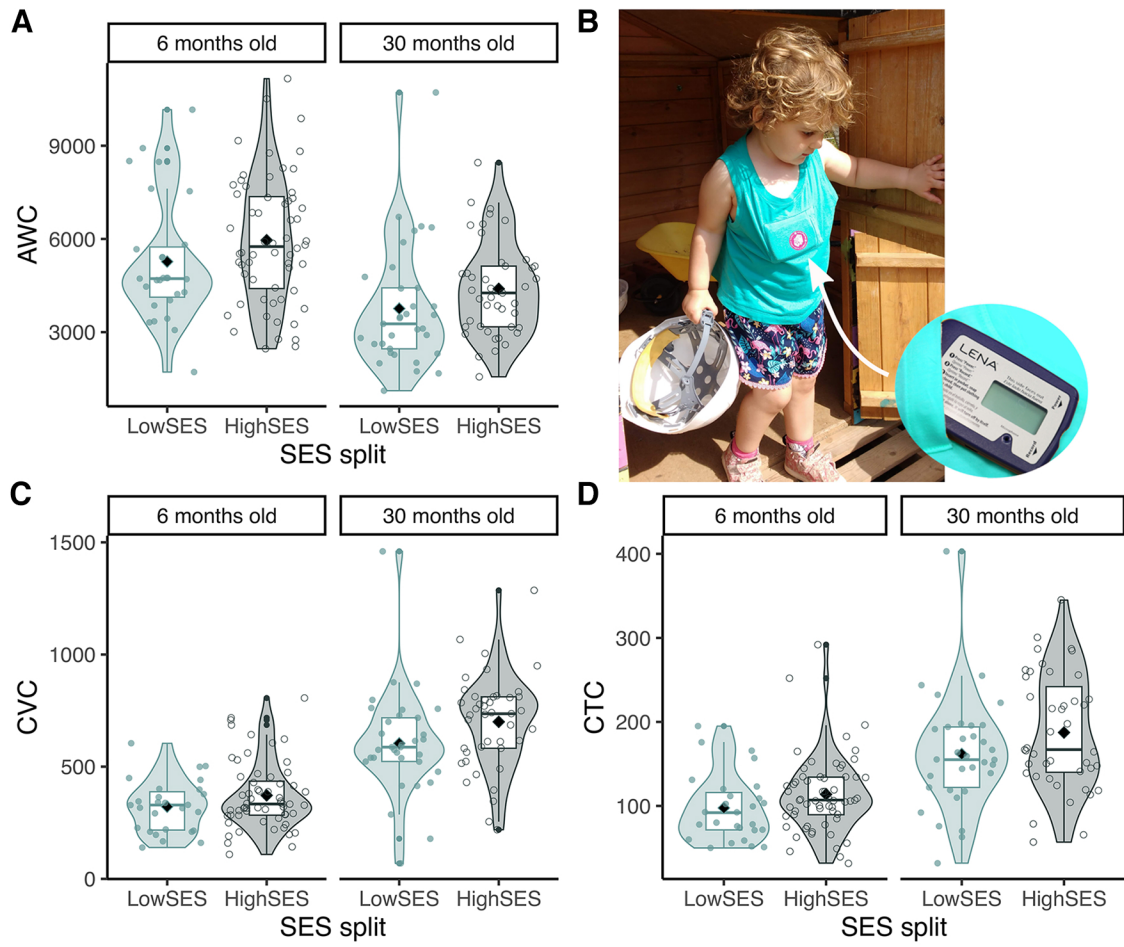 A
6 months old
30 months old
AWC
9000
6000
3000
LowSES
HighSES
LowSES
HighSES
SES split
B
LENA
C
6 months old
30 months old
CVC
1500
1000
500
0
LowSES
HighSES
LowSES
HighSES
SES split
D
6 months old
30 months old
CTC
400
300
200
100
LowSES
HighSES
LowSES
HighSES
SES split